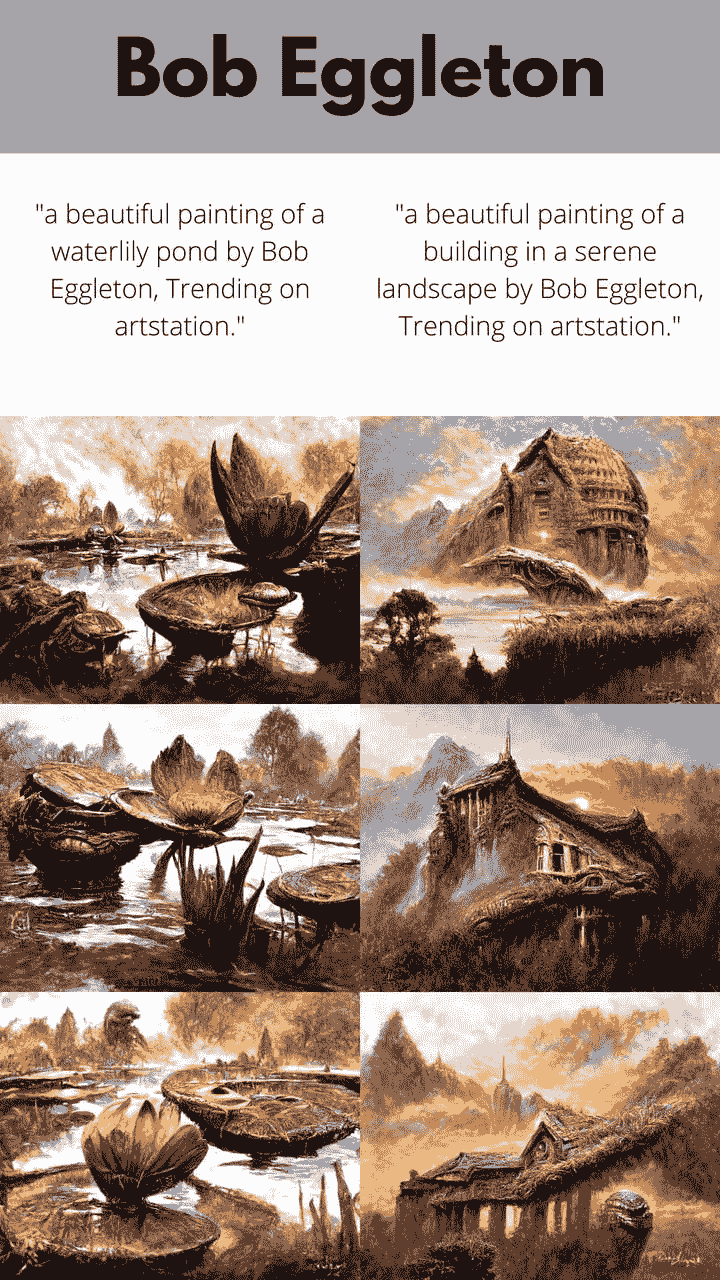 Bob Eggleton
"a beautiful painting of a
waterlily pond by Bob
Eggleton, Trending on
artstation."
"a beautiful painting of a
building in a serene
landscape by Bob Eggleton,
Trending on artstation."